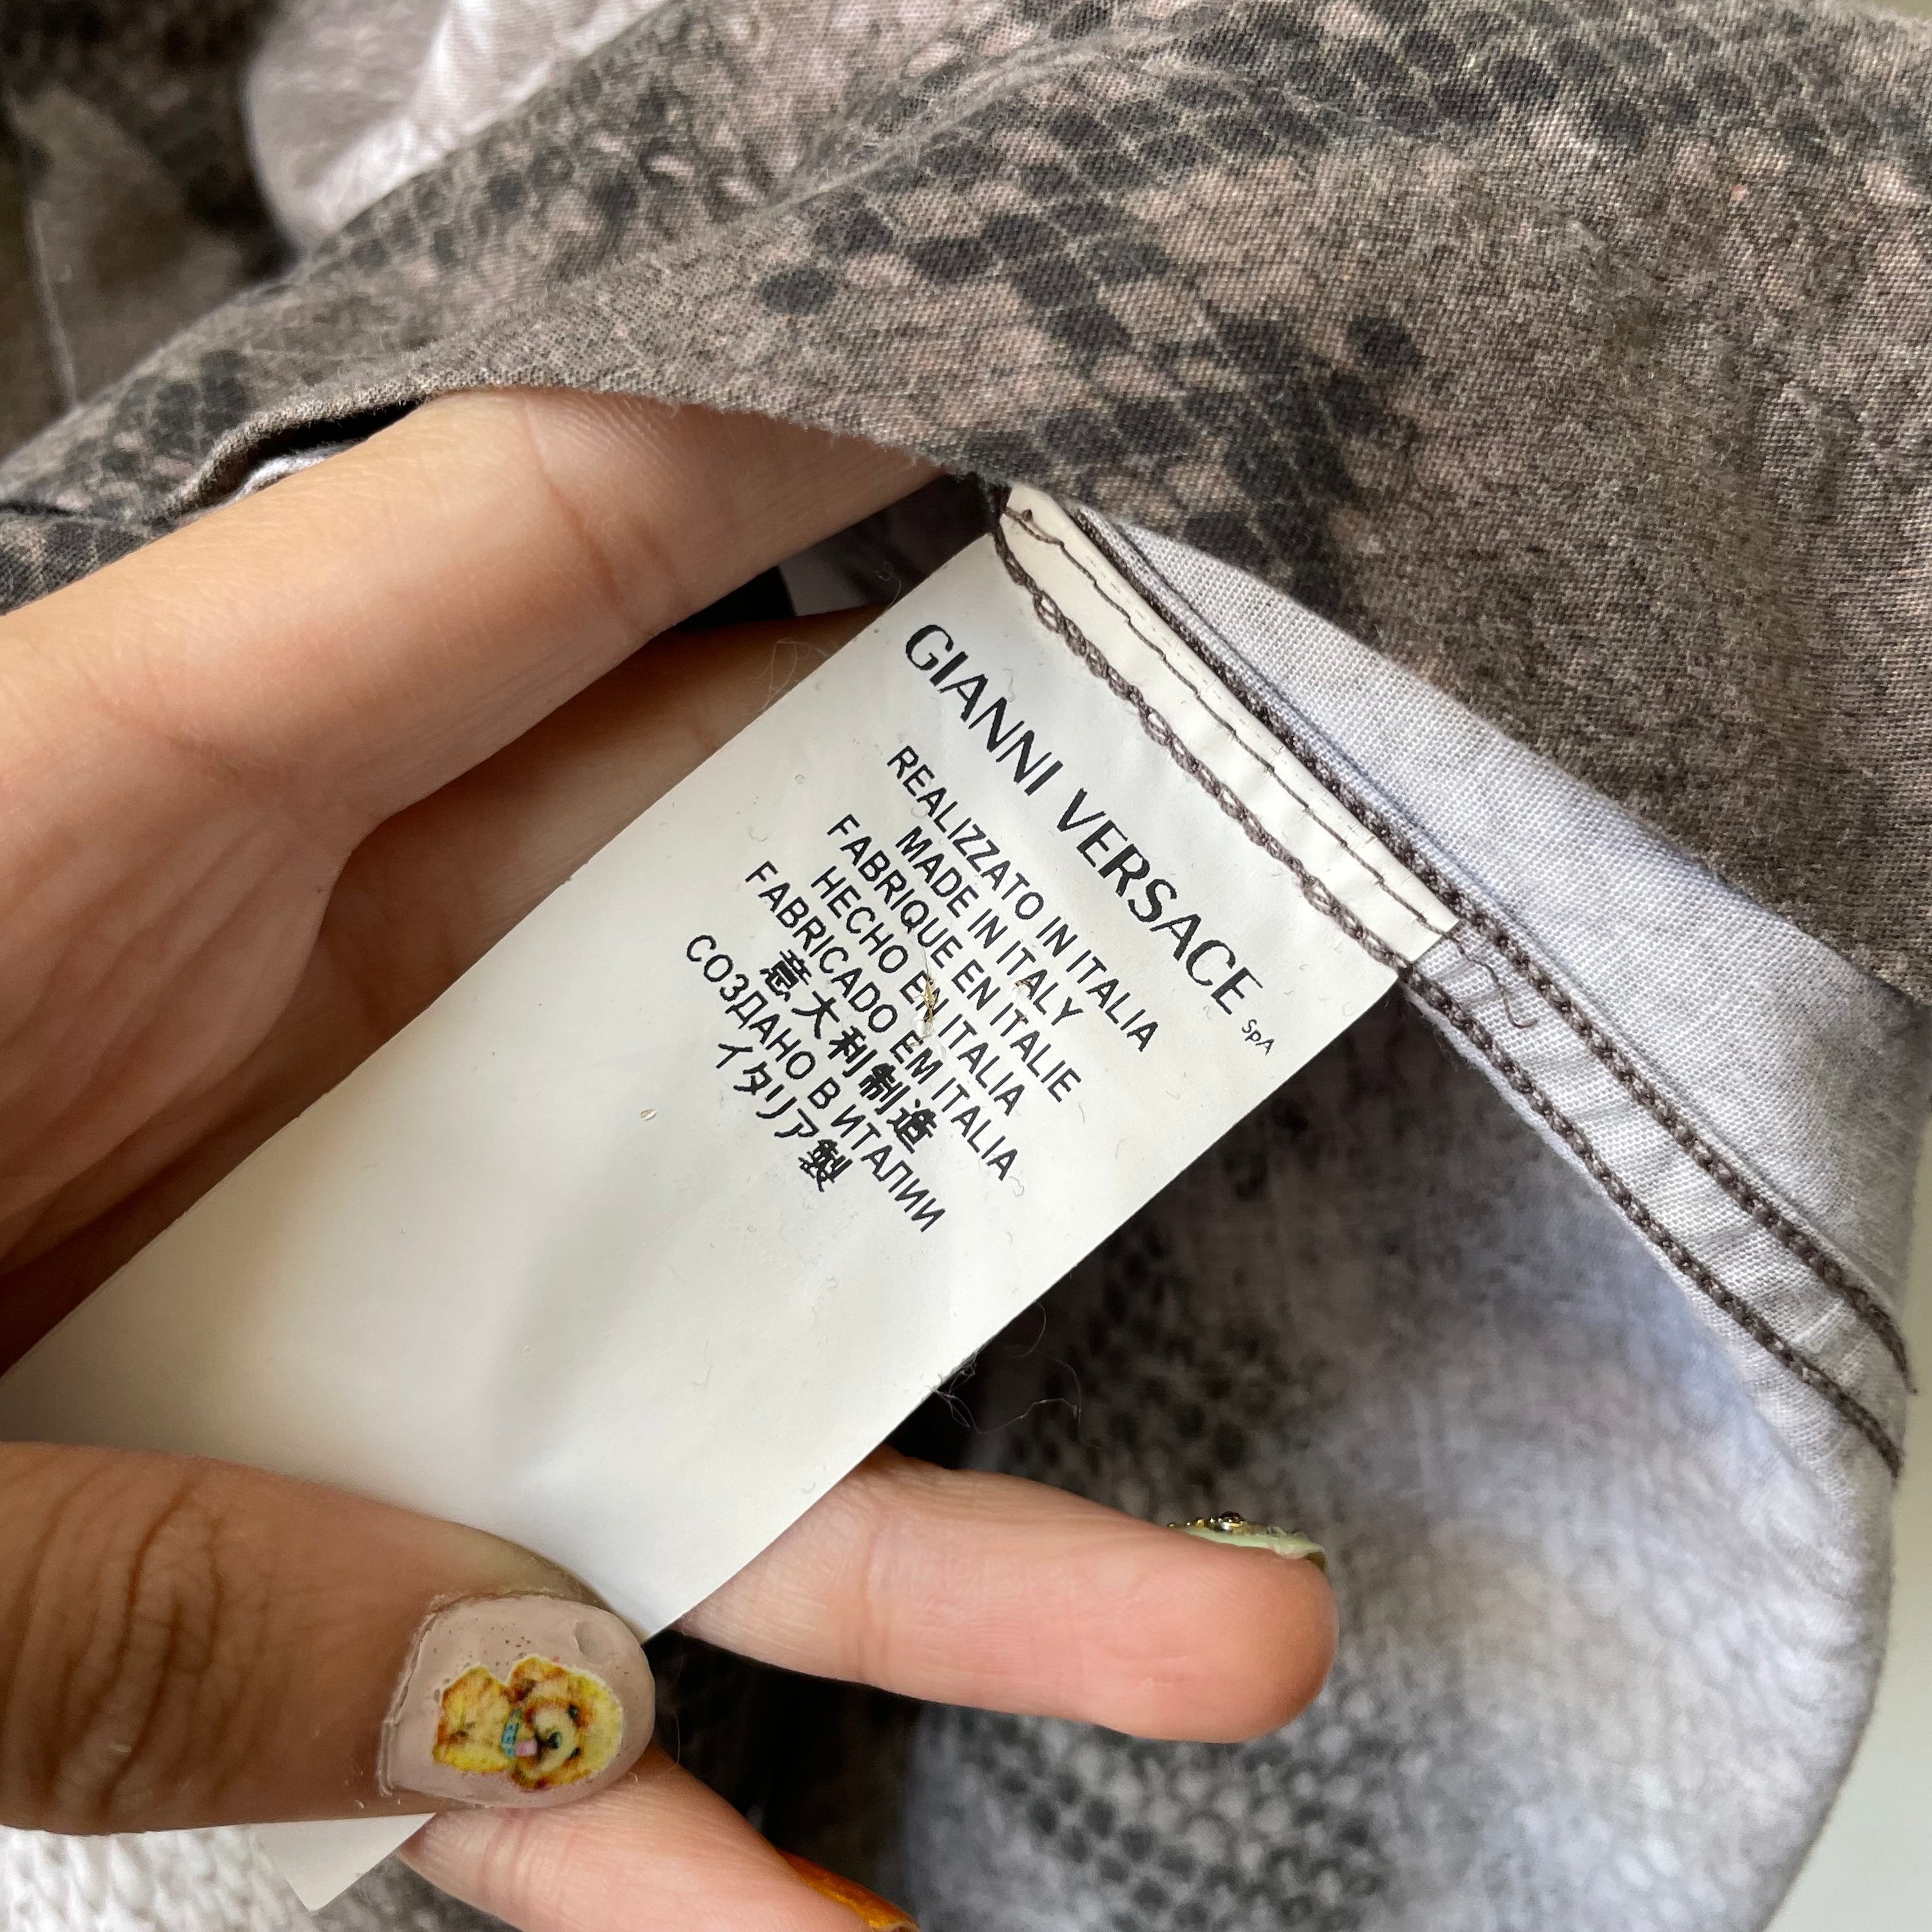 GIANNI VERSACE SpA
REALIZZATO IN ITALIA
MADE IN ITALY
FABRIQUE EN ITALIE
HECHO EN ITALIA
FABRICADO EM ITALIA
意大利制造
СОЗДАНО В ИТАЛИИ
イタリア製